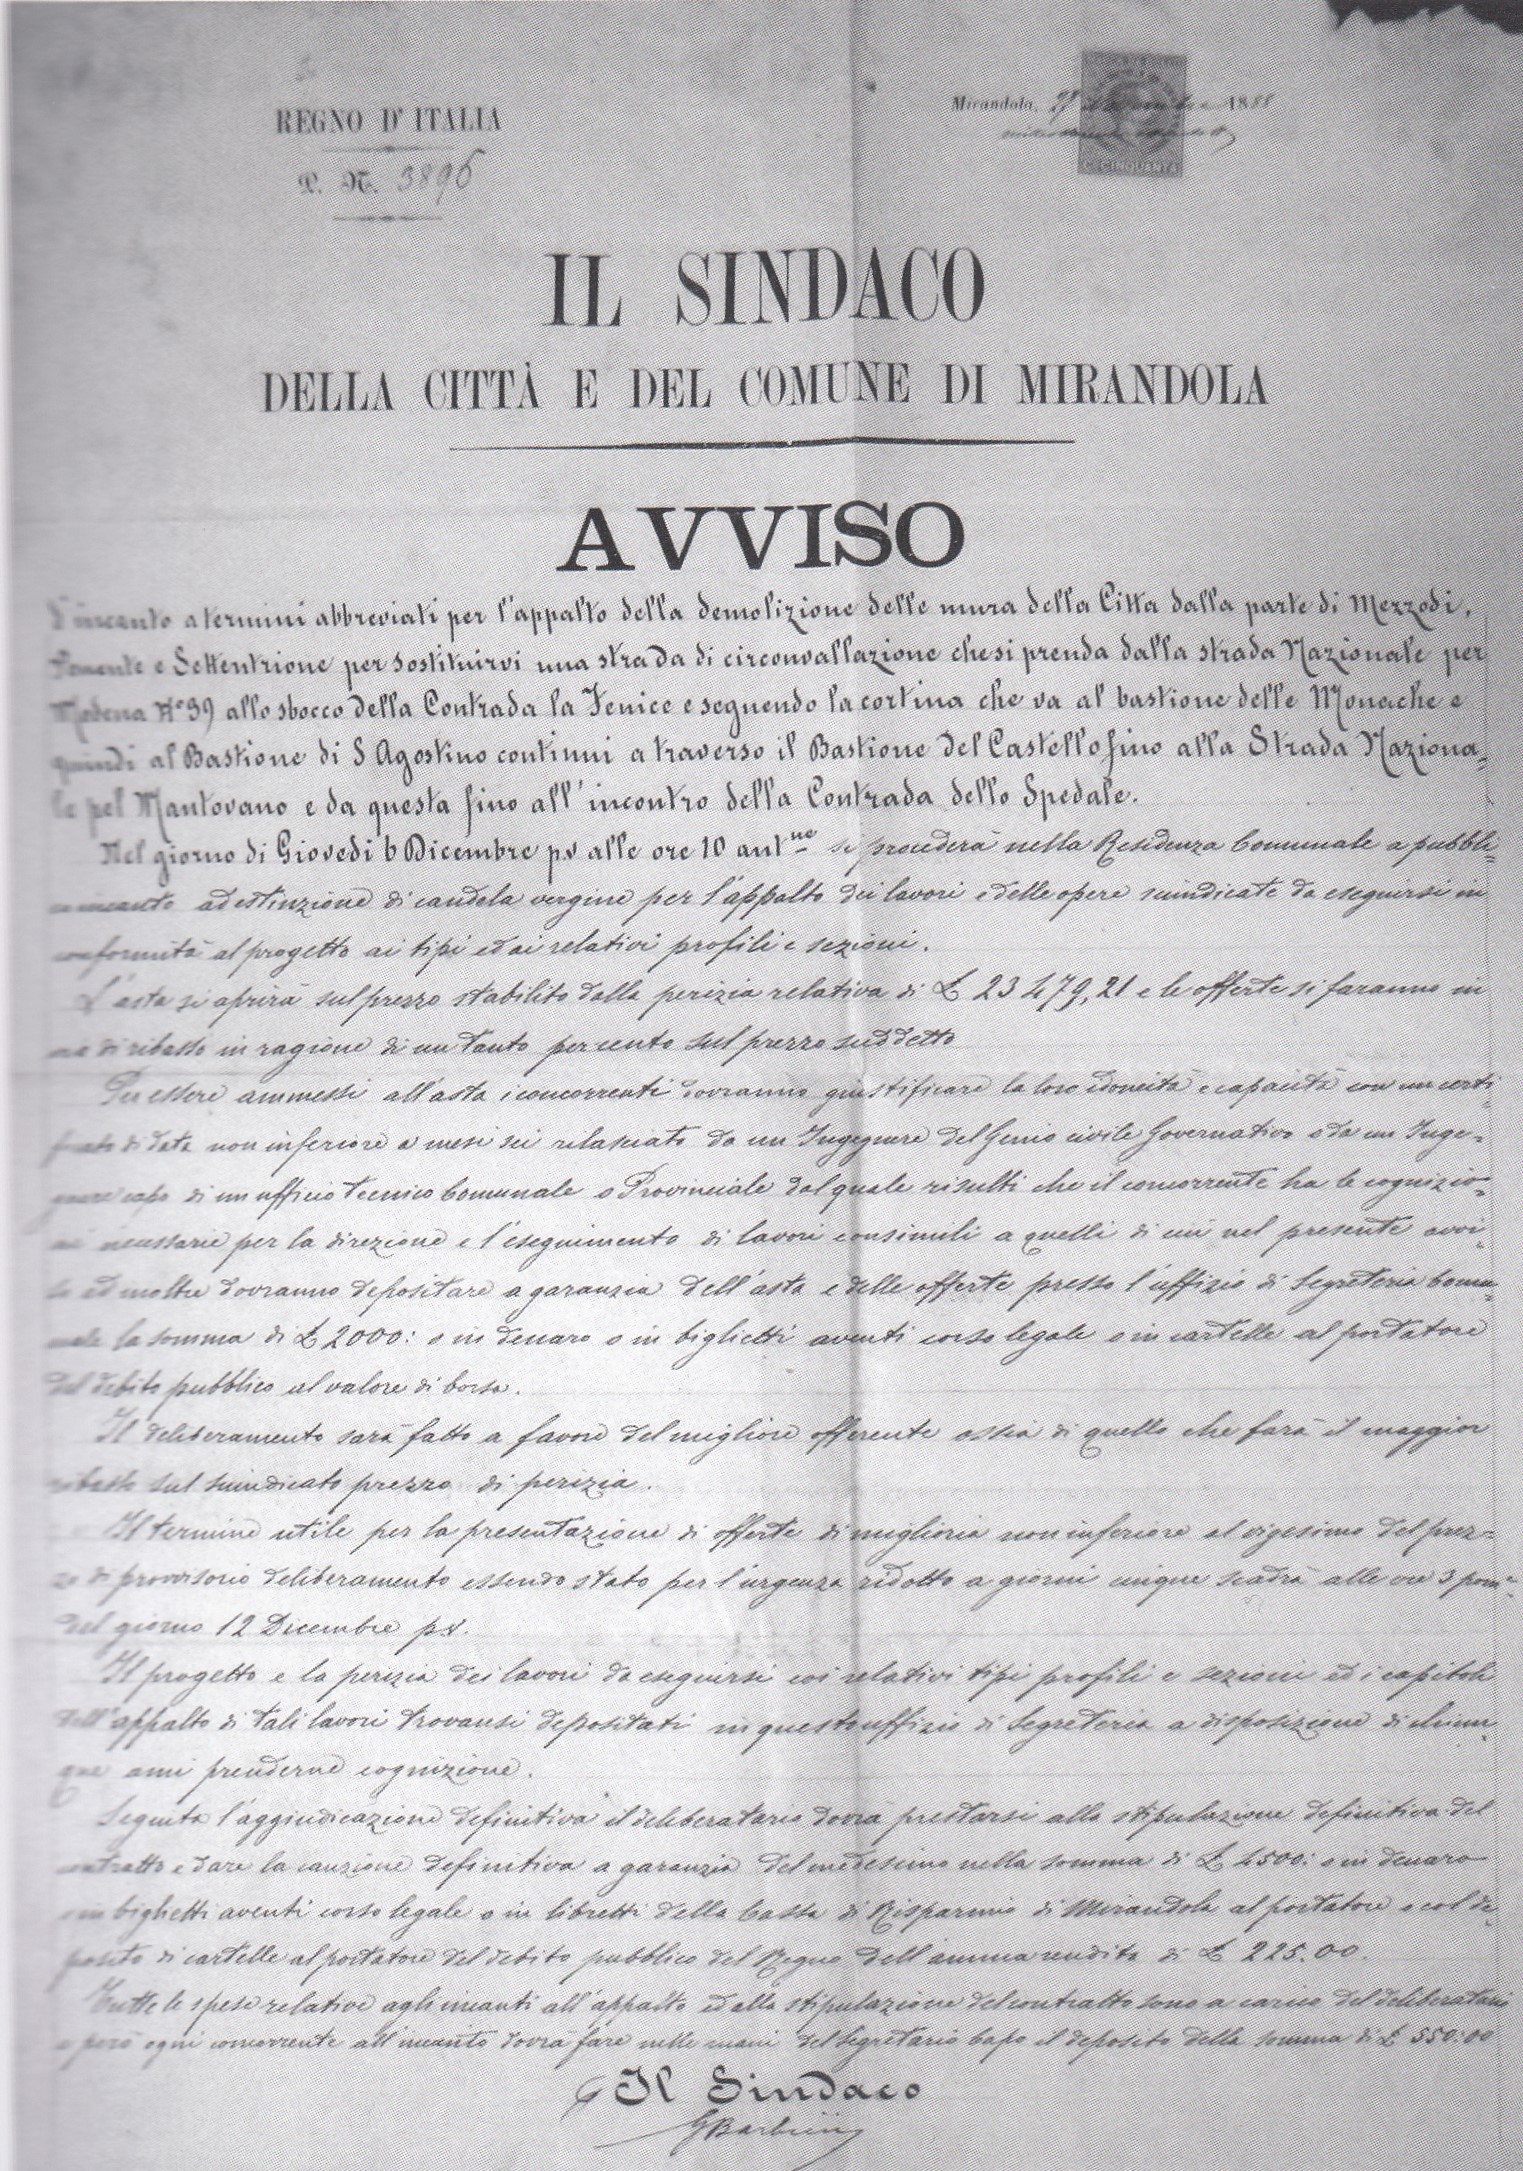 REGNO D' ITALIA
P. N. 3896
Mirandola, 1888
CINQUANTA
IL SINDACO
DELLA CITTÀ E DEL COMUNE DI MIRANDOLA
AVVISO
d'incanto a termini abbreviati per l'appalto della demolizione delle mura della Citta dalla parte di Mezzodi,
Ponente e Settentrione per sostituirvi una strada di circonvallazione che si prenda dalla strada Nazionale per
Modena No 39 allo sbocco della Contrada la Fenice e seguendo la cortina che va al bastione delle Monache e
quindi al Bastione di S Agostino continui a traverso il Bastione del Castello fino alla Strada Naziona-
le pel Mantovano e da questa fino all'incontro della Contrada dello Spedale.
Nel giorno di Giovedi 6 Dicembre p.v alle ore 10 antne si procederà nella Residenza Comunale a pubbli-
co incanto ad estinzione di candela vergine per l'appalto dei lavori e delle opere suindicate da eseguirsi in
conformità al progetto ai tipi ed ai relativi profili e sezioni.
L'asta si aprirà sul prezzo stabilito dalla perizia relativa di £ 23479,21 e le offerte si faranno in
di ribasso in ragione di un tanto per cento sul prezzo suddetto
Per essere ammessi all'asta i concorrenti dovranno giustificare la loro idoneità e capacità con un certi-
ficato di data non inferiore a mesi sei rilasciato da un Ingegnere del Genio civile Governativo o da un Inge-
gnere capo di un ufficio tecnico Comunale o Provinciale dal quale risulti che il concorrente ha le cognizio-
ni necessarie per la direzione e l'eseguimento di lavori consimili a quelli di cui nel presente avvi-
so ed inoltre dovranno depositare a garanzia dell'asta e delle offerte presso l'uffizio di Segreteria Comu-
nale la somma di £ 2000: o in denaro o in biglietti aventi corso legale o in cartelle al portatore
del debito pubblico al valore di borsa.
Il deliberamento sarà fatto a favore del migliore offerente ossia di quello che farà il maggior
ribasso sul suindicato prezzo di perizia.
Il termine utile per la presentazione di offerte di miglioria non inferiore al vigesimo del prez-
zo di provvisorio deliberamento essendo stato per l'urgenza ridotto a giorni cinque scadrà alle ore 3 pome
del giorno 12 Dicembre p.v.
Il progetto e la perizia dei lavori da eseguirsi coi relativi tipi profili e sezioni ed i capitoli
dell'appalto di tali lavori trovansi depositati in questo uffizio di Segreteria a disposizione di chiun-
que ami prenderne cognizione.
Seguita l'aggiudicazione definitiva il deliberatario dovrà prestarsi alla stipulazione definitiva del
contratto e dare la cauzione definitiva a garanzia del medesimo nella somma di £ 4500: o in denaro
o in biglietti aventi corso legale o in libretti della Cassa di Risparmio di Mirandola al portatore o col de-
posito di cartelle al portatore del debito pubblico del Regno dell'annua rendita di £ 225.00.
Tutte le spese relative agli incanti all'appalto ed alla stipulazione del contratto sono a carico del deliberatario
e però ogni concorrente all'incanto dovrà fare nelle mani del Segretario Capo il deposito della somma di £ 550:00
Il Sindaco